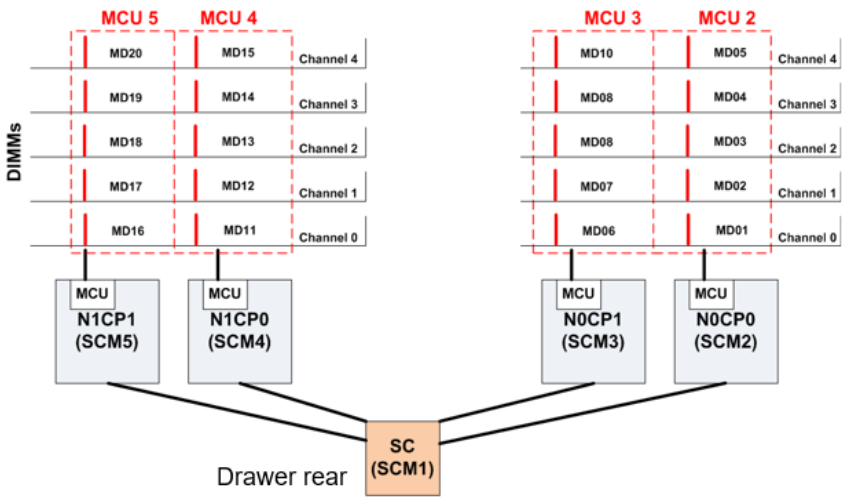 MCU 5 MCU 4 MCU 3 MCU 2
MD20 MD15 Channel 4 MD10 MD05 Channel 4
MD19 MD14 Channel 3 MD08 MD04 Channel 3
DIMMs
MD18 MD13 Channel 2 MD08 MD03 Channel 2
MD17 MD12 Channel 1 MD07 MD02 Channel 1
MD16 MD11 Channel 0 MD06 MD01 Channel 0
MCU MCU MCU MCU
N1CP1 N1CP0 N0CP1 N0CP0
(SCM5) (SCM4) (SCM3) (SCM2)
SC
(SCM1)
Drawer rear